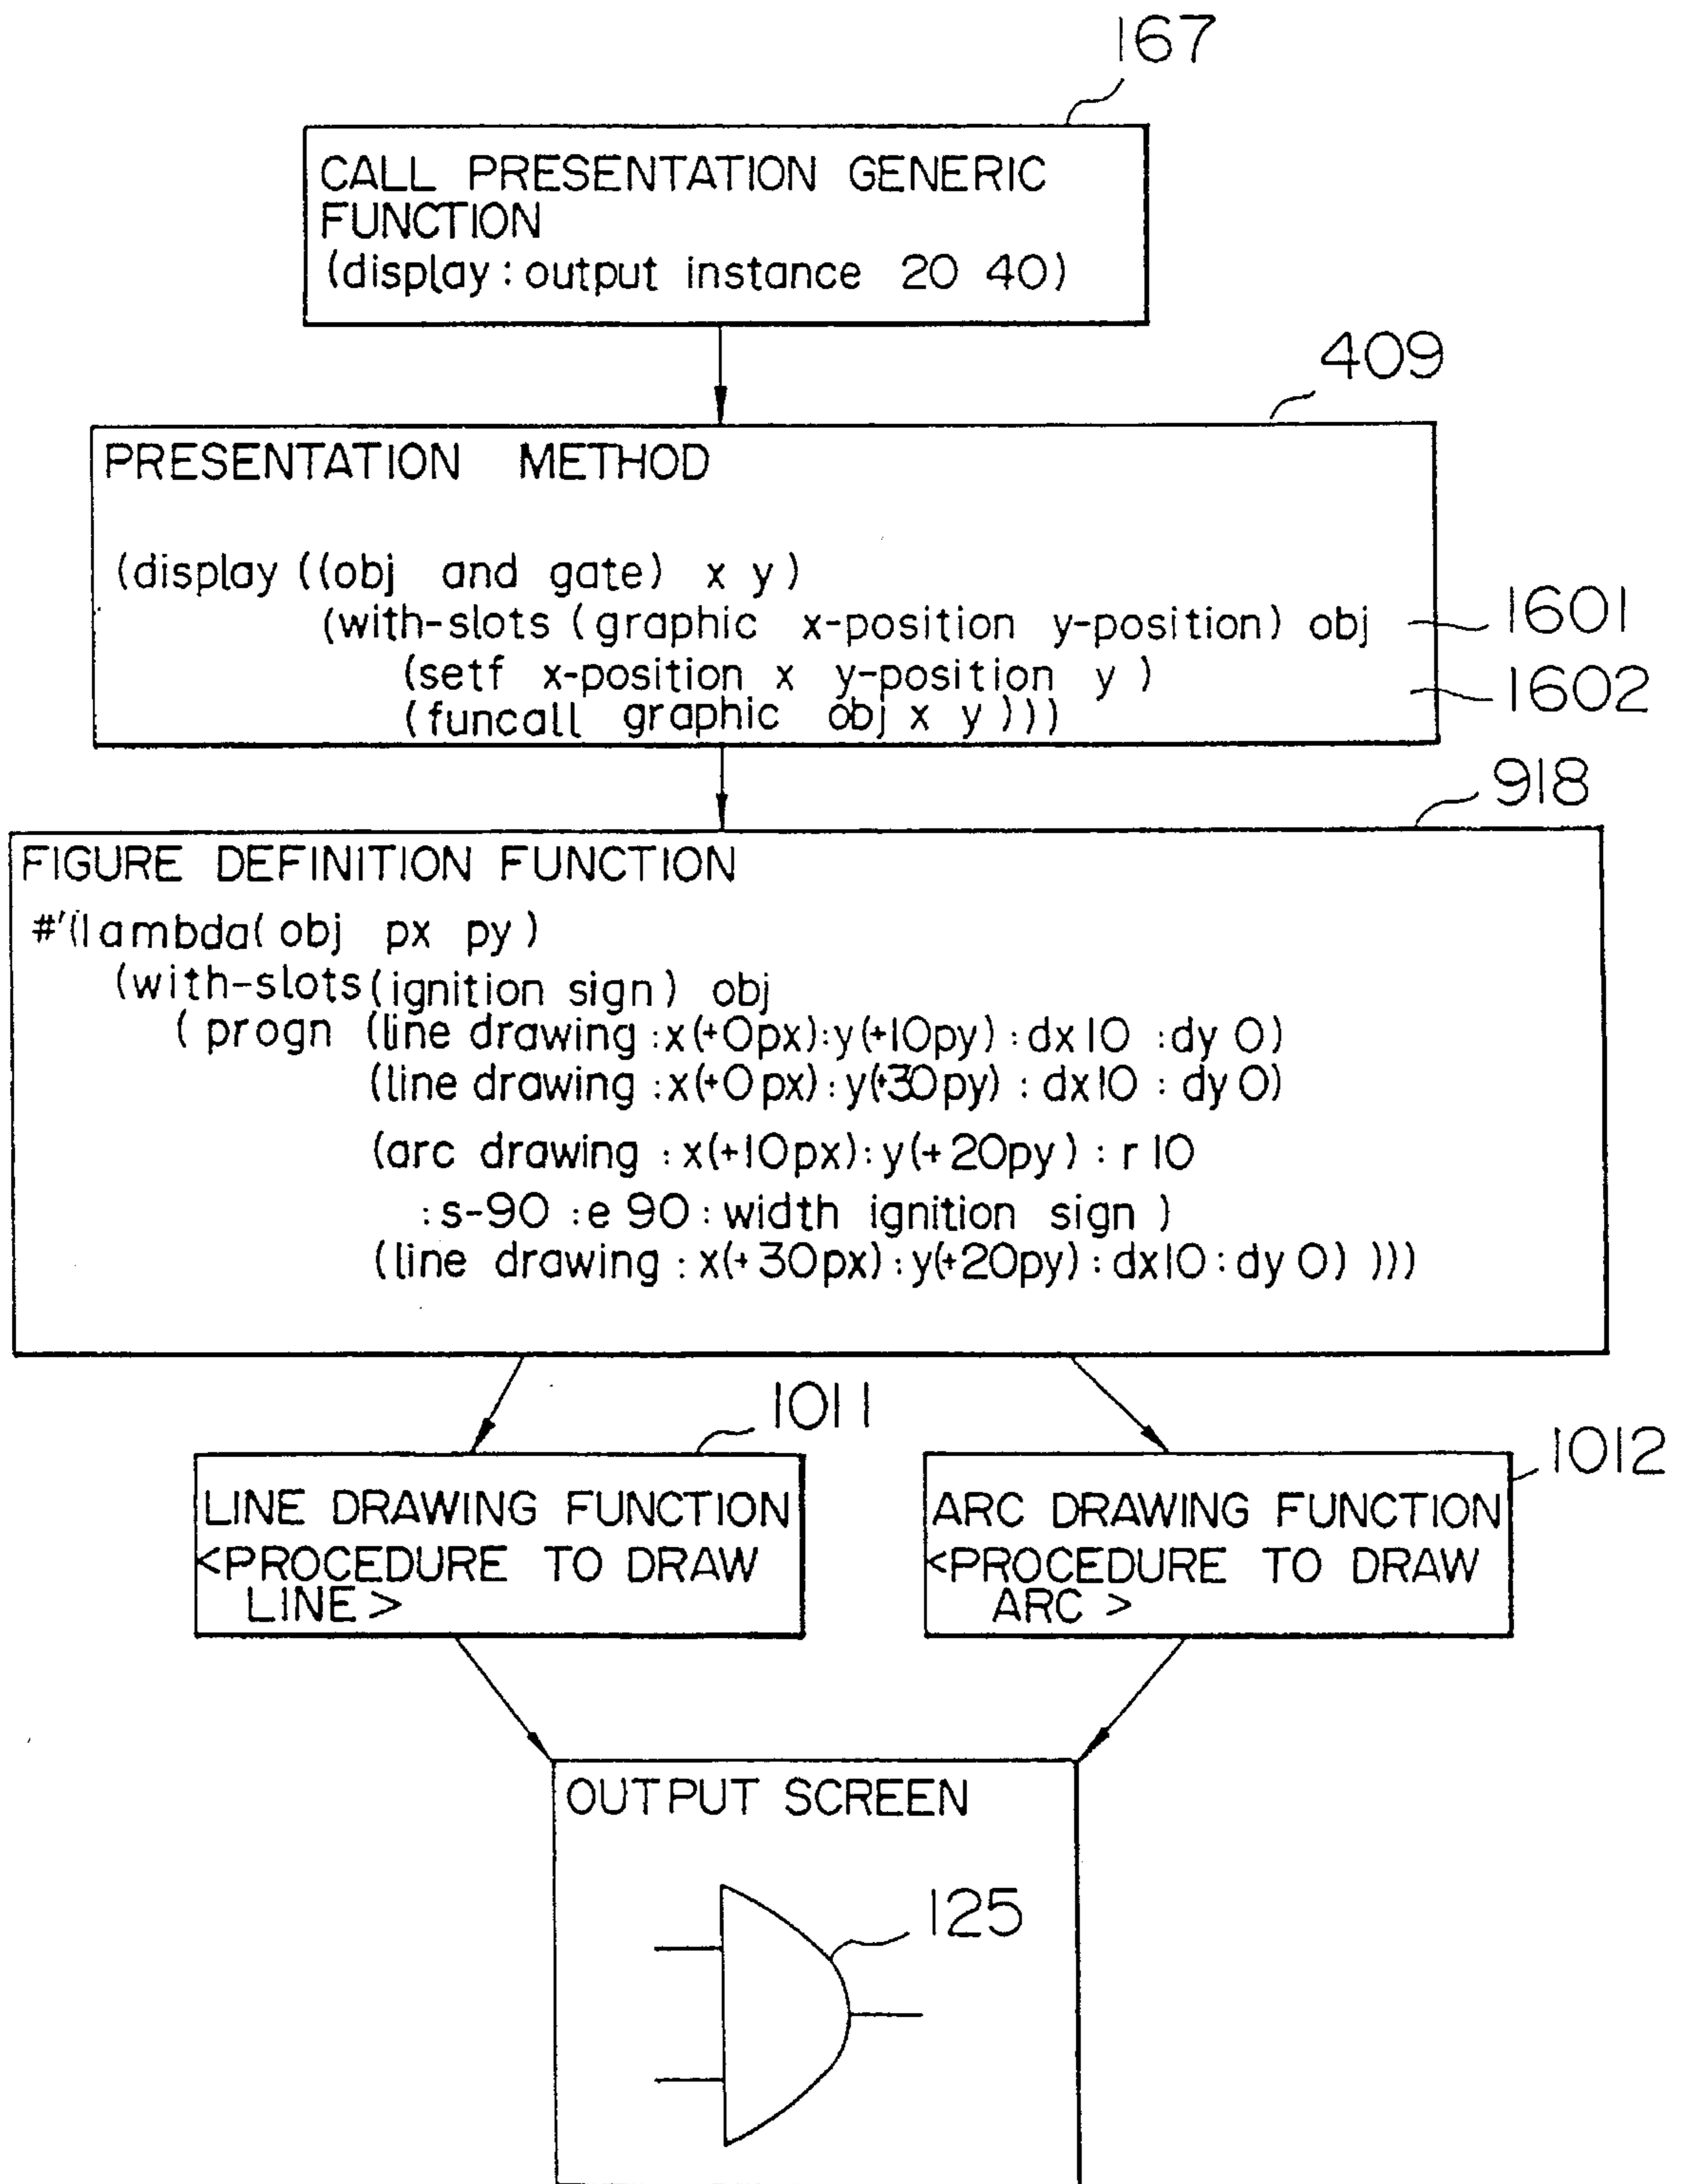 167
CALL PRESENTATION GENERIC
FUNCTION
(display : output instance 20 40)
409
PRESENTATION METHOD
(display ((obj and gate) x y)
(with-slots (graphic x-position y-position) obj
1601
(setf x-position x y-position y )
1602
(funcall graphic obj x y )))
918
FIGURE DEFINITION FUNCTION
#'(lambda( obj px py )
(with-slots(ignition sign) obj
( progn (line drawing :x(+0px):y(+10py) : dx 10 :dy 0)
(line drawing :x(+0px): y(+30py) : dx10 : dy 0)
(arc drawing : x(+10px): y(+20py) : r 10
: s-90 :e 90 : width ignition sign )
(line drawing : x(+30px) : y(+20py) : dx10 : dy 0) )))
1011
1012
LINE DRAWING FUNCTION
<PROCEDURE TO DRAW
LINE >
ARC DRAWING FUNCTION
<PROCEDURE TO DRAW
ARC >
OUTPUT SCREEN
125